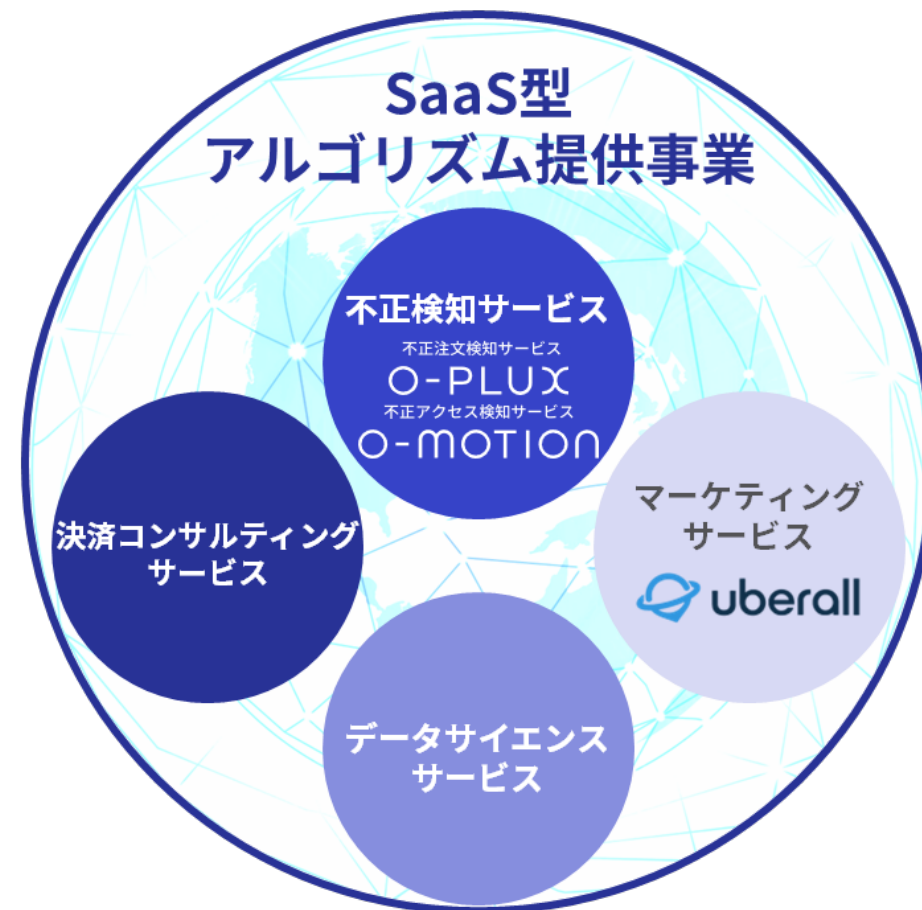 SaaS型
アルゴリズム提供事業
不正検知サービス
不正注文検知サービス
O-PLUX
不正アクセス検知サービス
O-MOTION
決済コンサルティング
サービス
マーケティング
サービス
uberall
データサイエンス
サービス